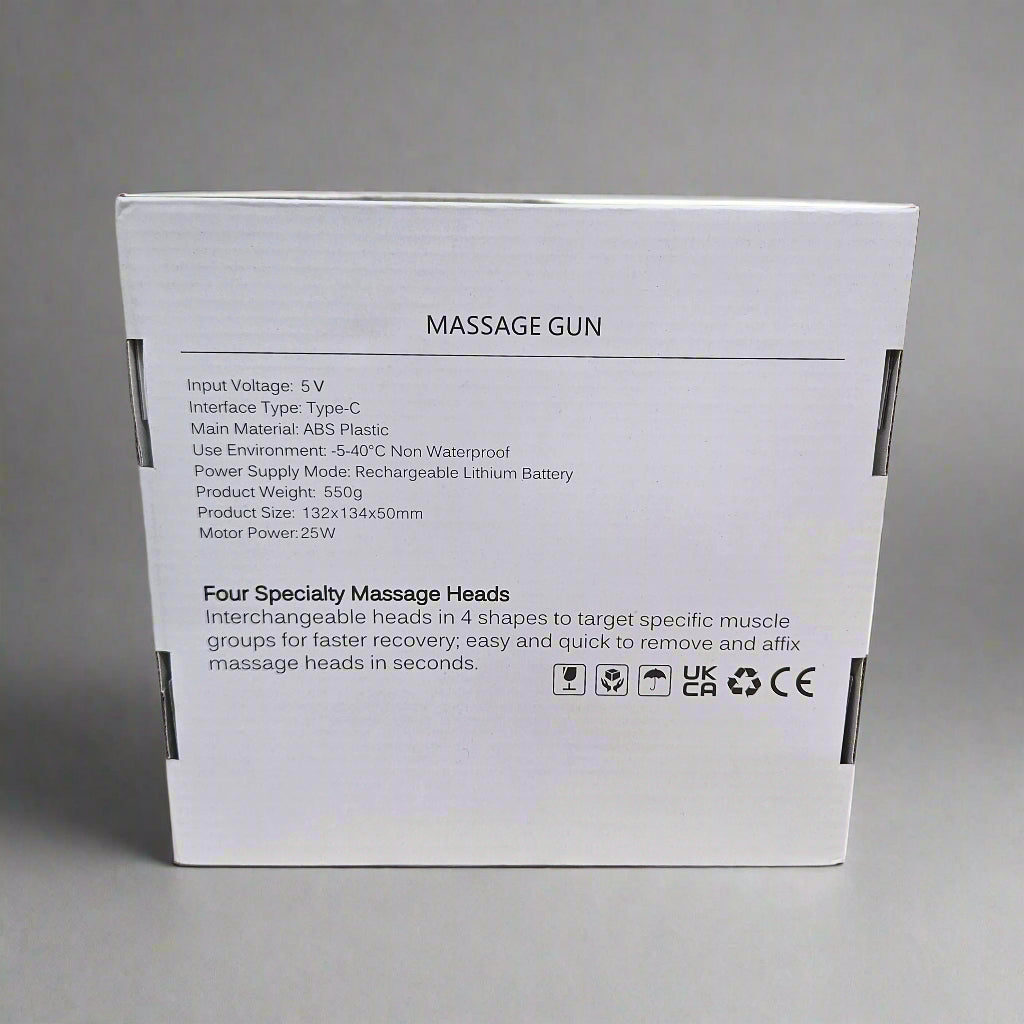 MASSAGE GUN
Input Voltage: 5V
Interface Type: Type-C
Main Material: ABS Plastic
Use Environment: -5-40°C Non Waterproof
Power Supply Mode: Rechargeable Lithium Battery
Product Weight: 550g
Product Size: 132x134x50mm
Motor Power:25W
Four Specialty Massage Heads
Interchangeable heads in 4 shapes to target specific muscle
groups for faster recovery; easy and quick to remove and affix
massage heads in seconds.
UK
CA
CE